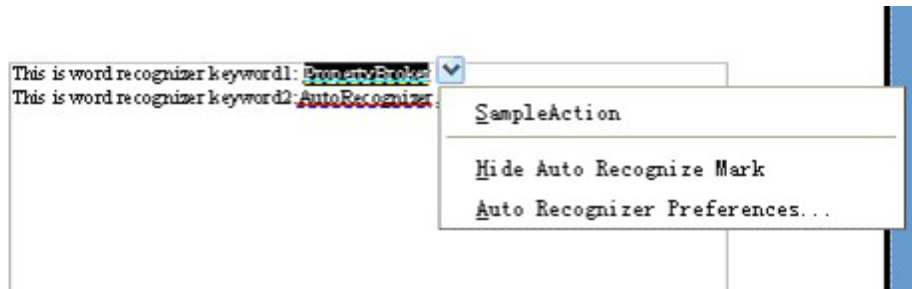 This is word recognizer keyword1: PropertyBroker
This is word recognizer keyword2: AutoRecognizer,
SampleAction
Hide Auto Recognize Mark
Auto Recognizer Preferences...